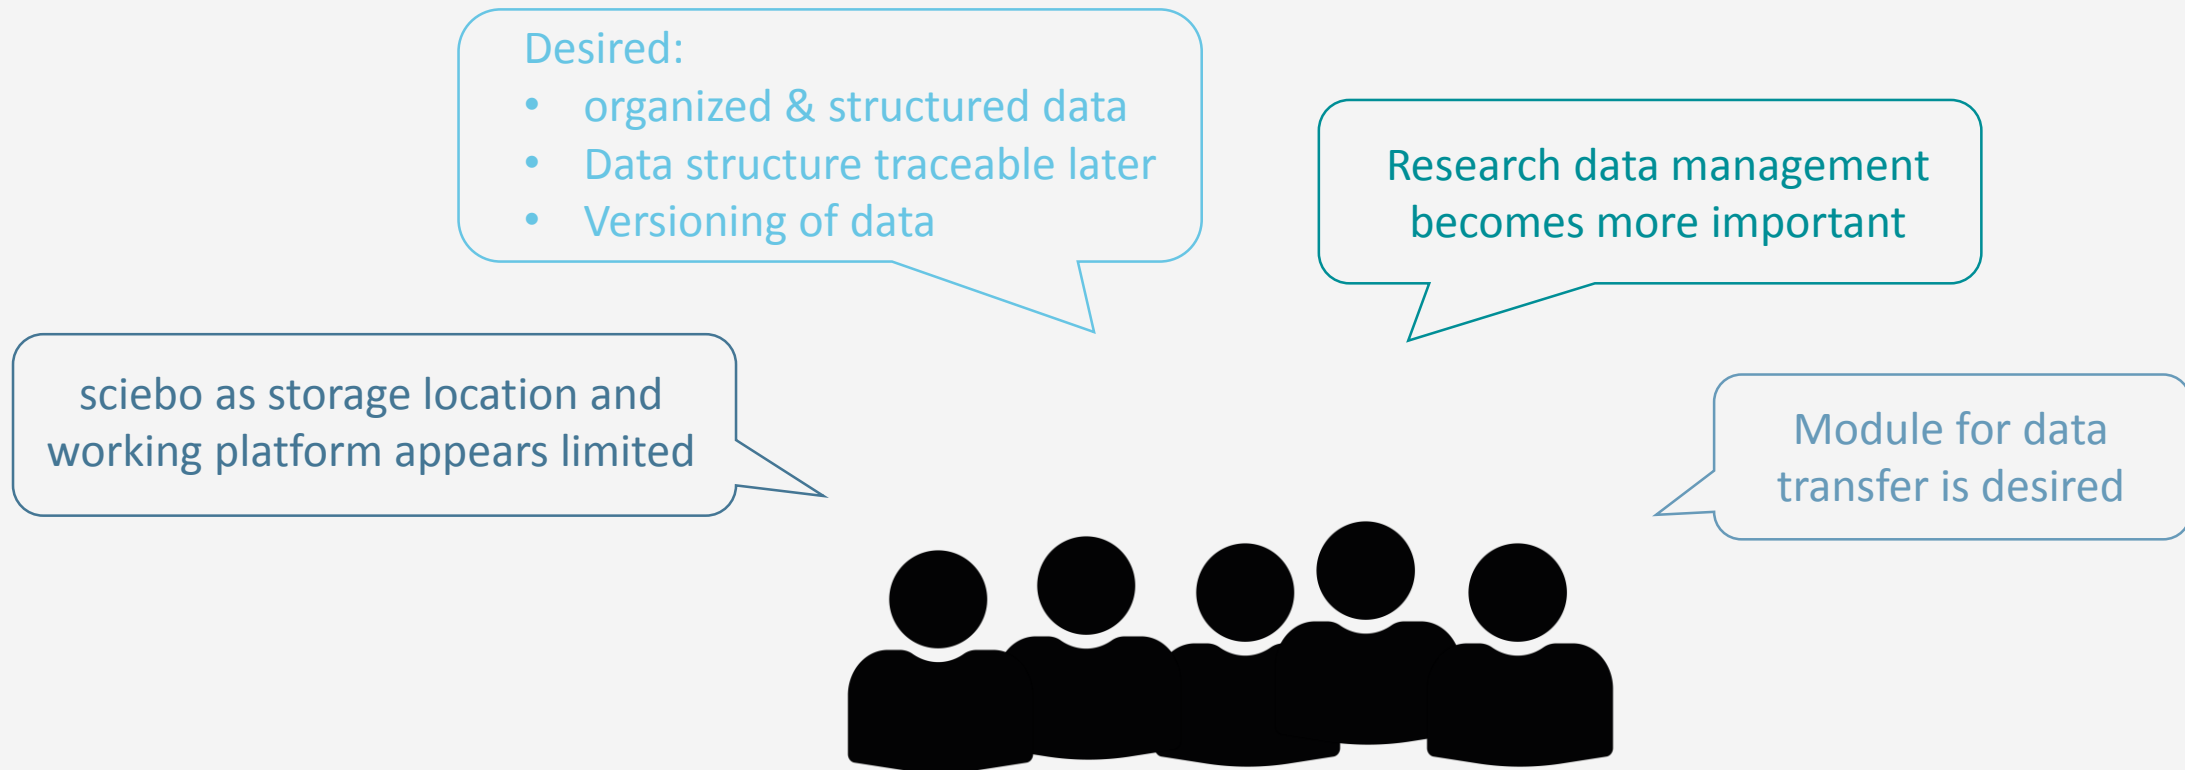 Desired:
• organized & structured data
• Data structure traceable later
• Versioning of data
Research data management
becomes more important
sciebo as storage location and
working platform appears limited
Module for data
transfer is desired